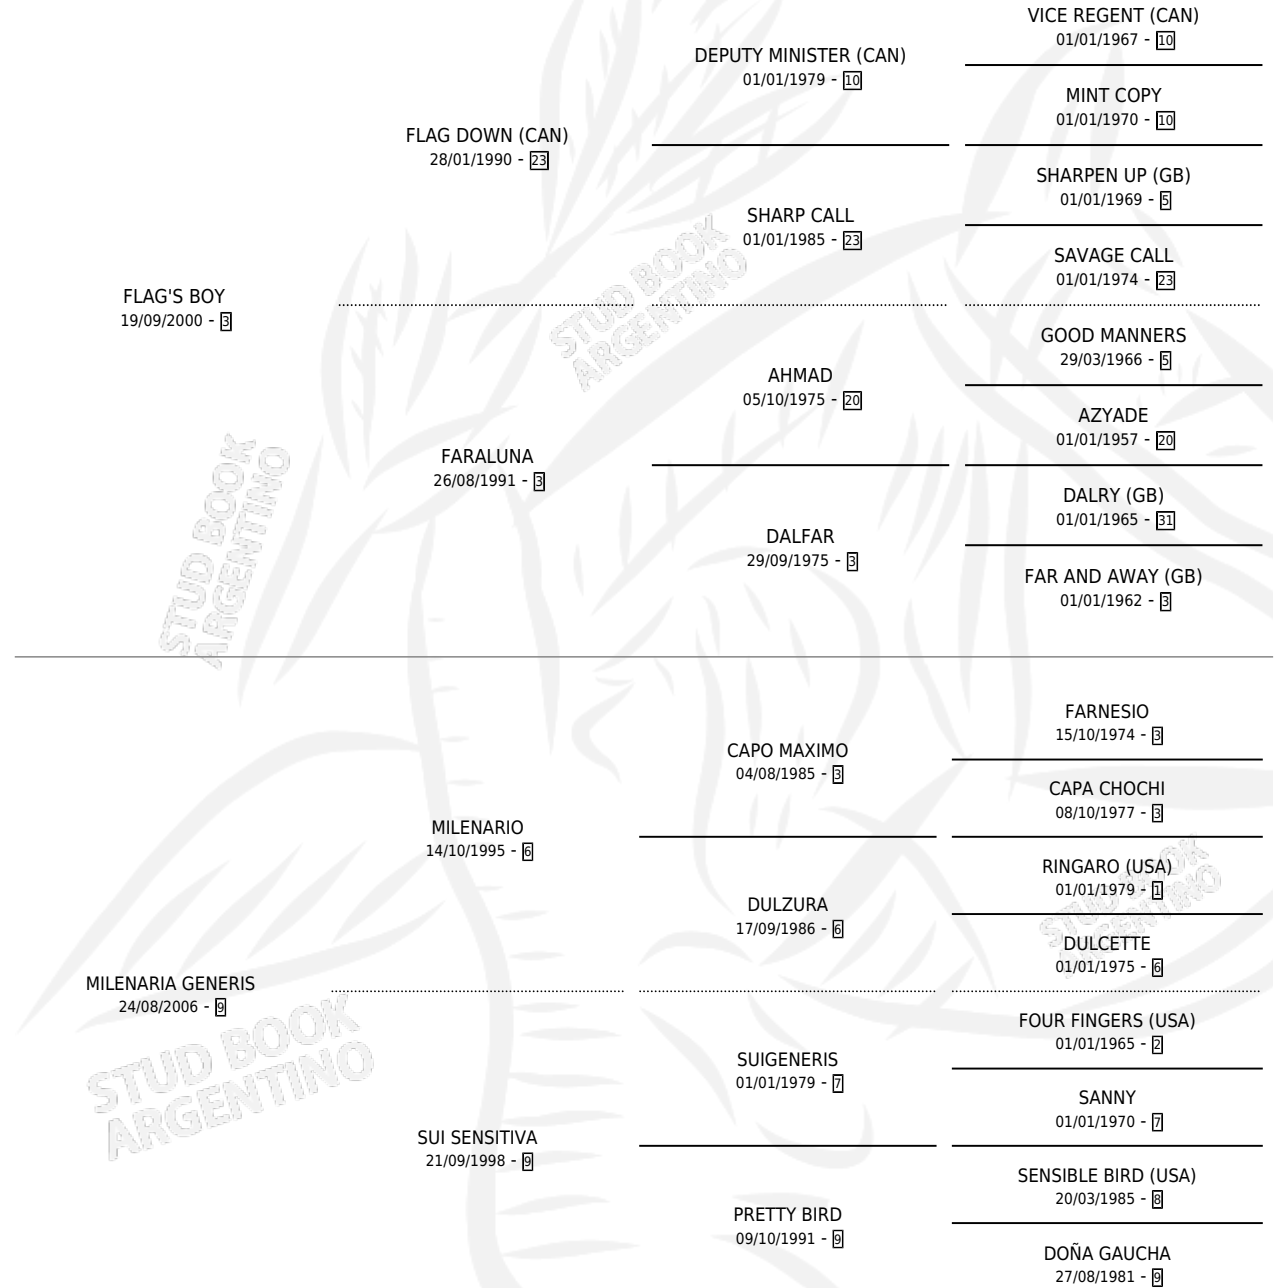 VICE REGENT (CAN)
01/01/1967 - 10
DEPUTY MINISTER (CAN)
01/01/1979 - 10
MINT COPY
01/01/1970 - 10
FLAG DOWN (CAN)
28/01/1990 - 23
SHARPEN UP (GB)
01/01/1969 - 5
SHARP CALL
01/01/1985 - 23
SAVAGE CALL
01/01/1974 - 23
FLAG'S BOY
19/09/2000 - 3
GOOD MANNERS
29/03/1966 - 5
AHMAD
05/10/1975 - 20
AZYADE
01/01/1957 - 20
FARALUNA
26/08/1991 - 3
DALRY (GB)
01/01/1965 - 31
DALFAR
29/09/1975 - 3
FAR AND AWAY (GB)
01/01/1962 - 3
FARNESIO
15/10/1974 - 3
CAPO MAXIMO
04/08/1985 - 3
CAPA CHOCHI
08/10/1977 - 3
MILENARIO
14/10/1995 - 6
RINGARO (USA)
01/01/1979 - 1
DULZURA
17/09/1986 - 6
DULCETTE
01/01/1975 - 6
MILENARIA GENERIS
24/08/2006 - 9
FOUR FINGERS (USA)
01/01/1965 - 2
SUIGENERIS
01/01/1979 - 7
SANNY
01/01/1970 - 7
SUI SENSITIVA
21/09/1998 - 9
SENSIBLE BIRD (USA)
20/03/1985 - 8
PRETTY BIRD
09/10/1991 - 9
DOÑA GAUCHA
27/08/1981 - 9
STUD BOOK
ARGENTINO
STUD BOOK
ARGENTINO
STUD BOOK
ARGENTINO
STUD BOOK
ARGENTINO